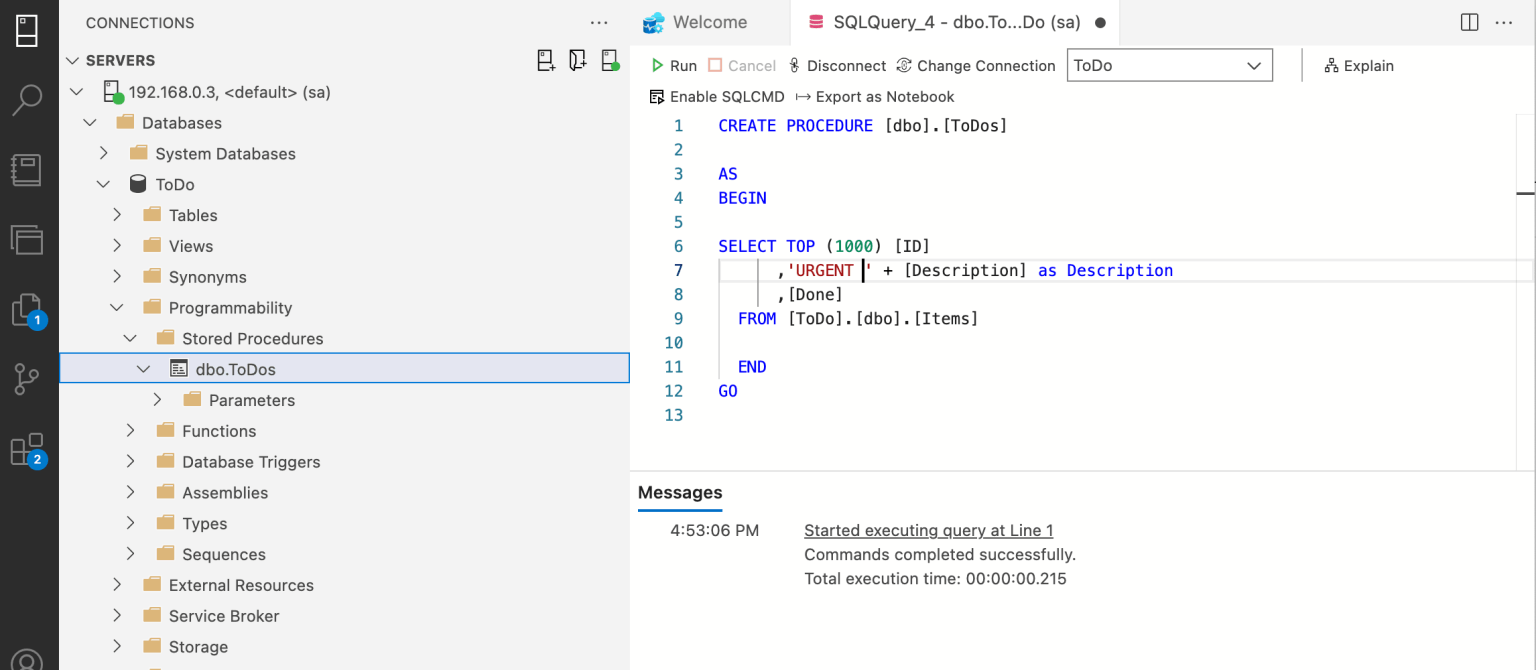 CONNECTIONS
SERVERS
192.168.0.3, <default> (sa)
Databases
System Databases
ToDo
Tables
Views
Synonyms
Programmability
Stored Procedures
dbo.ToDos
Parameters
Functions
Database Triggers
Assemblies
Types
Sequences
External Resources
Service Broker
Storage
1
2
Welcome
SQLQuery_4 - dbo.To...Do (sa)
Run Cancel Disconnect Change Connection ToDo Explain
Enable SQLCMD Export as Notebook
1 CREATE PROCEDURE [dbo].[ToDos]
2
3 AS
4 BEGIN
5
6 SELECT TOP (1000) [ID]
7 ,'URGENT ' + [Description] as Description
8 ,[Done]
9 FROM [ToDo].[dbo].[Items]
10
11 END
12 GO
13
Messages
4:53:06 PM Started executing query at Line 1
Commands completed successfully.
Total execution time: 00:00:00.215